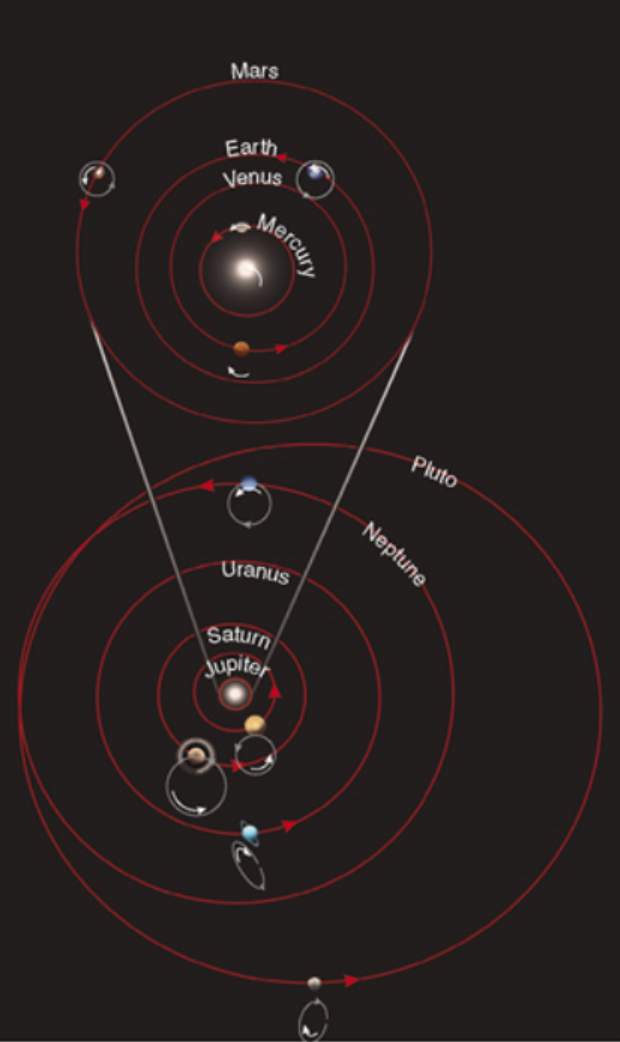 Mars
Earth
Venus
Mercury
Pluto
Neptune
Uranus
Saturn
Jupiter